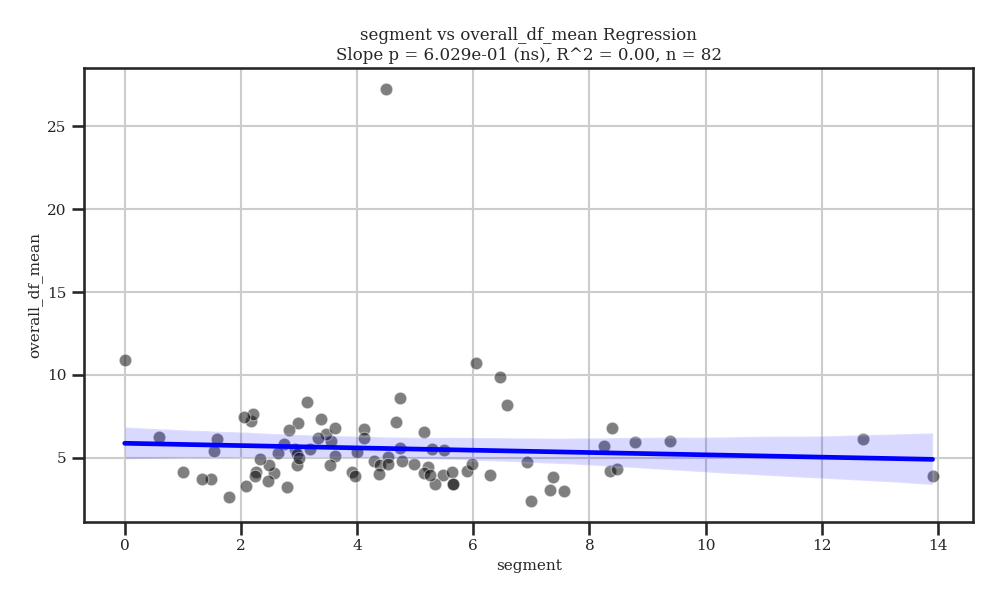 segment vs overall_df_mean Regression
Slope p = 6.029e-01 (ns), R^2 = 0.00, n = 82
overall_df_mean
25
20
15
10
5
0 2 4 6 8 10 12 14
segment